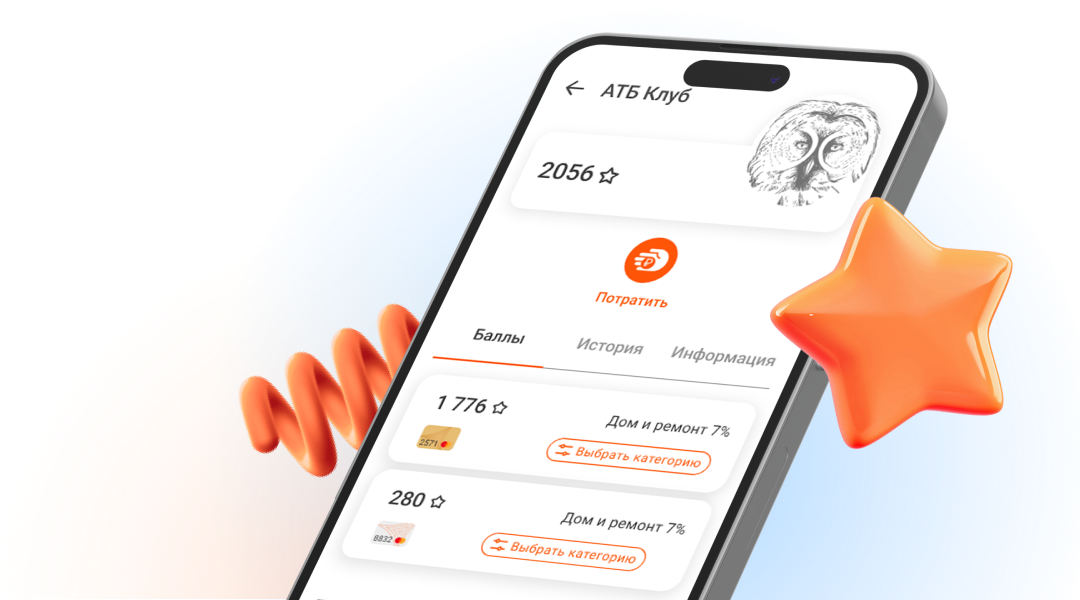 АТБ Клуб
2056
Потратить
Баллы
История
Информация
1 776
Дом и ремонт 7%
2571
Выбрать категорию
280
Дом и ремонт 7%
8832
Выбрать категорию